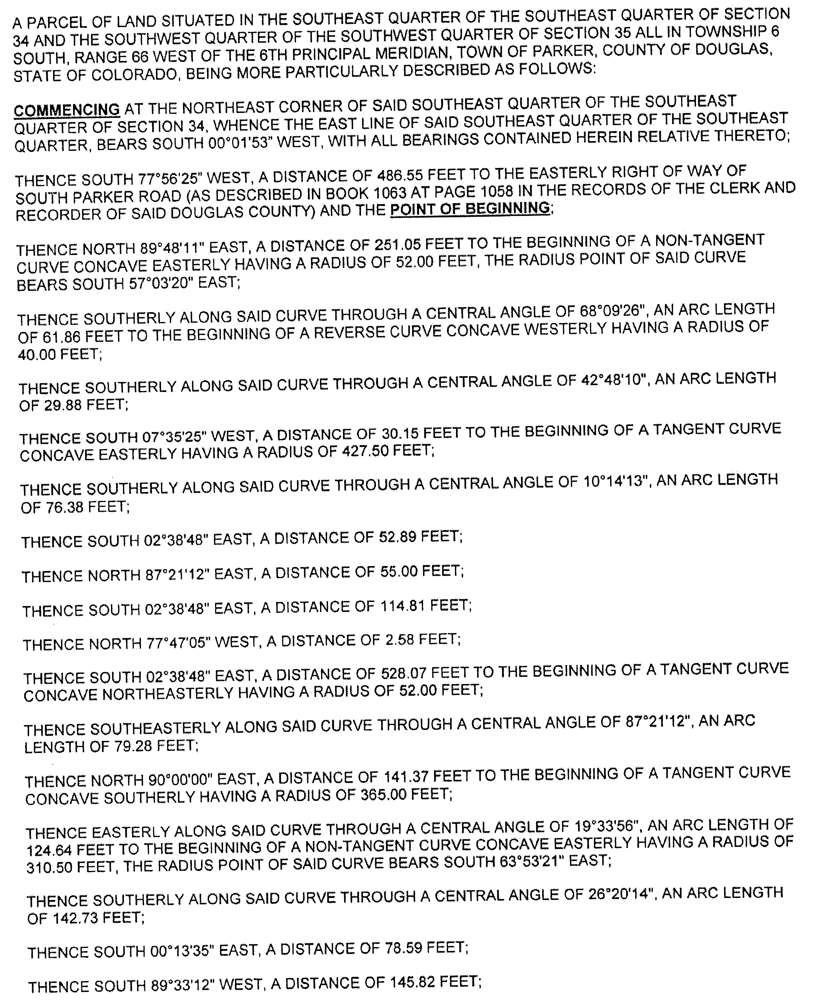 A PARCEL OF LAND SITUATED IN THE SOUTHEAST QUARTER OF THE SOUTHEAST QUARTER OF SECTION
34 AND THE SOUTHWEST QUARTER OF THE SOUTHWEST QUARTER OF SECTION 35 ALL IN TOWNSHIP 6
SOUTH, RANGE 66 WEST OF THE 6TH PRINCIPAL MERIDIAN, TOWN OF PARKER, COUNTY OF DOUGLAS,
STATE OF COLORADO, BEING MORE PARTICULARLY DESCRIBED AS FOLLOWS:
COMMENCING AT THE NORTHEAST CORNER OF SAID SOUTHEAST QUARTER OF THE SOUTHEAST
QUARTER OF SECTION 34, WHENCE THE EAST LINE OF SAID SOUTHEAST QUARTER OF THE SOUTHEAST
QUARTER, BEARS SOUTH 00°01'53" WEST, WITH ALL BEARINGS CONTAINED HEREIN RELATIVE THERETO;
THENCE SOUTH 77°56'25" WEST, A DISTANCE OF 486.55 FEET TO THE EASTERLY RIGHT OF WAY OF
SOUTH PARKER ROAD (AS DESCRIBED IN BOOK 1063 AT PAGE 1058 IN THE RECORDS OF THE CLERK AND
RECORDER OF SAID DOUGLAS COUNTY) AND THE POINT OF BEGINNING;
THENCE NORTH 89°48'11" EAST, A DISTANCE OF 251.05 FEET TO THE BEGINNING OF A NON-TANGENT
CURVE CONCAVE EASTERLY HAVING A RADIUS OF 52.00 FEET, THE RADIUS POINT OF SAID CURVE
BEARS SOUTH 57°03'20" EAST;
THENCE SOUTHERLY ALONG SAID CURVE THROUGH A CENTRAL ANGLE OF 68°09'26", AN ARC LENGTH
OF 61.86 FEET TO THE BEGINNING OF A REVERSE CURVE CONCAVE WESTERLY HAVING A RADIUS OF
40.00 FEET;
THENCE SOUTHERLY ALONG SAID CURVE THROUGH A CENTRAL ANGLE OF 42°48'10", AN ARC LENGTH
OF 29.88 FEET;
THENCE SOUTH 07°35'25" WEST, A DISTANCE OF 30.15 FEET TO THE BEGINNING OF A TANGENT CURVE
CONCAVE EASTERLY HAVING A RADIUS OF 427.50 FEET;
THENCE SOUTHERLY ALONG SAID CURVE THROUGH A CENTRAL ANGLE OF 10°14'13", AN ARC LENGTH
OF 76.38 FEET;
THENCE SOUTH 02°38'48" EAST, A DISTANCE OF 52.89 FEET;
THENCE NORTH 87°21'12" EAST, A DISTANCE OF 55.00 FEET;
THENCE SOUTH 02°38'48" EAST, A DISTANCE OF 114.81 FEET;
THENCE NORTH 77°47'05" WEST, A DISTANCE OF 2.58 FEET;
THENCE SOUTH 02°38'48" EAST, A DISTANCE OF 528.07 FEET TO THE BEGINNING OF A TANGENT CURVE
CONCAVE NORTHEASTERLY HAVING A RADIUS OF 52.00 FEET;
THENCE SOUTHEASTERLY ALONG SAID CURVE THROUGH A CENTRAL ANGLE OF 87°21'12", AN ARC
LENGTH OF 79.28 FEET;
THENCE NORTH 90°00'00" EAST, A DISTANCE OF 141.37 FEET TO THE BEGINNING OF A TANGENT CURVE
CONCAVE SOUTHERLY HAVING A RADIUS OF 365.00 FEET;
THENCE EASTERLY ALONG SAID CURVE THROUGH A CENTRAL ANGLE OF 19°33'56", AN ARC LENGTH OF
124.64 FEET TO THE BEGINNING OF A NON-TANGENT CURVE CONCAVE EASTERLY HAVING A RADIUS OF
310.50 FEET, THE RADIUS POINT OF SAID CURVE BEARS SOUTH 63°53'21" EAST;
THENCE SOUTHERLY ALONG SAID CURVE THROUGH A CENTRAL ANGLE OF 26°20'14", AN ARC LENGTH
OF 142.73 FEET;
THENCE SOUTH 00°13'35" EAST, A DISTANCE OF 78.59 FEET;
THENCE SOUTH 89°33'12" WEST, A DISTANCE OF 145.82 FEET;